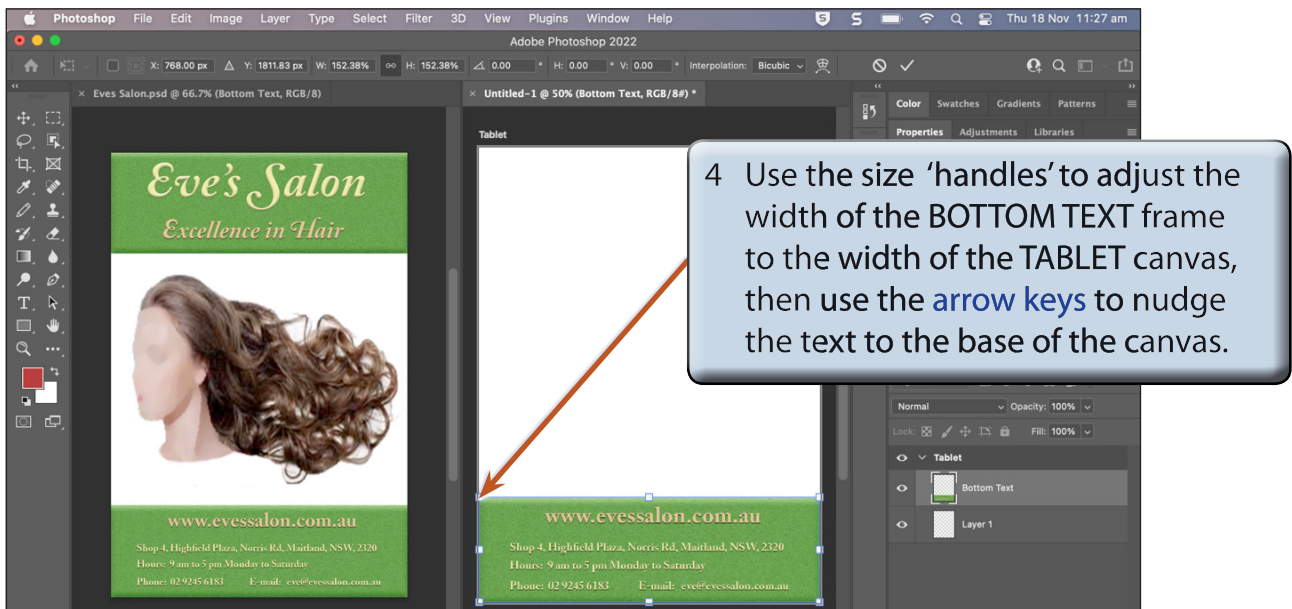 Photoshop File Edit Image Layer Type Select Filter 3D View Plugins Window Help S S Thu 18 Nov 11:27 am
Adobe Photoshop 2022
X: 768.00 px Y: 1811.83 px W: 152.38% H: 152.38% 0.00 ° H: 0.00 ° V: 0.00 ° Interpolation: Bicubic
× Eves Salon.psd @ 66.7% (Bottom Text, RGB/8)
× Untitled-1 @ 50% (Bottom Text, RGB/8#) *
Color Swatches Gradients Patterns
Properties Adjustments Libraries
Tablet
Eve's Salon
Excellence in Hair
www.evessalon.com.au
Shop 4, Highfield Plaza, Norris Rd, Maitland, NSW, 2320
Hours: 9 am to 5 pm Monday to Saturday
Phone: 02 9245 6183 E-mail: eve@evessalon.com.au
www.evessalon.com.au
Shop 4, Highfield Plaza, Norris Rd, Maitland, NSW, 2320
Hours: 9 am to 5 pm Monday to Saturday
Phone: 02 9245 6183 E-mail: eve@evessalon.com.au
4 Use the size ‘handles’ to adjust the
width of the BOTTOM TEXT frame
to the width of the TABLET canvas,
then use the arrow keys to nudge
the text to the base of the canvas.
Normal Opacity: 100%
Lock: Fill: 100%
Tablet
Bottom Text
Layer 1